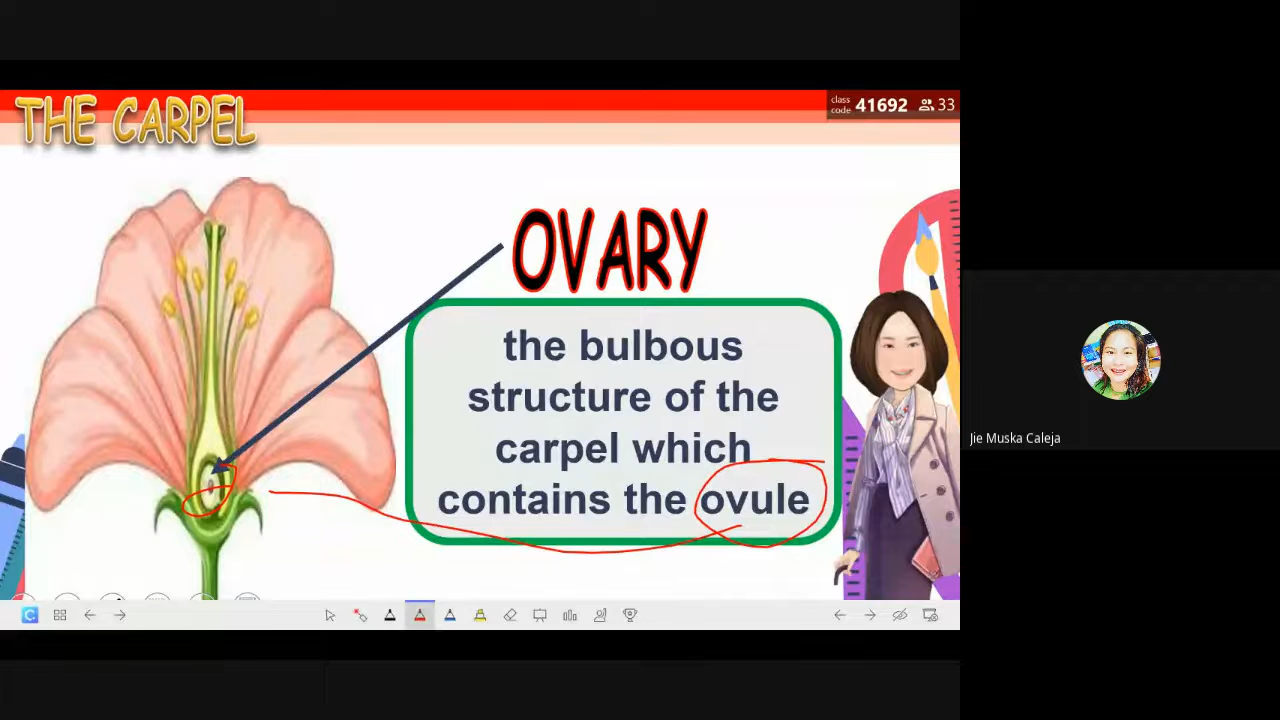 THE CARPEL
class code 41692 33
OVARY
the bulbous
structure of the
carpel which
contains the ovule
Jie Muska Caleja